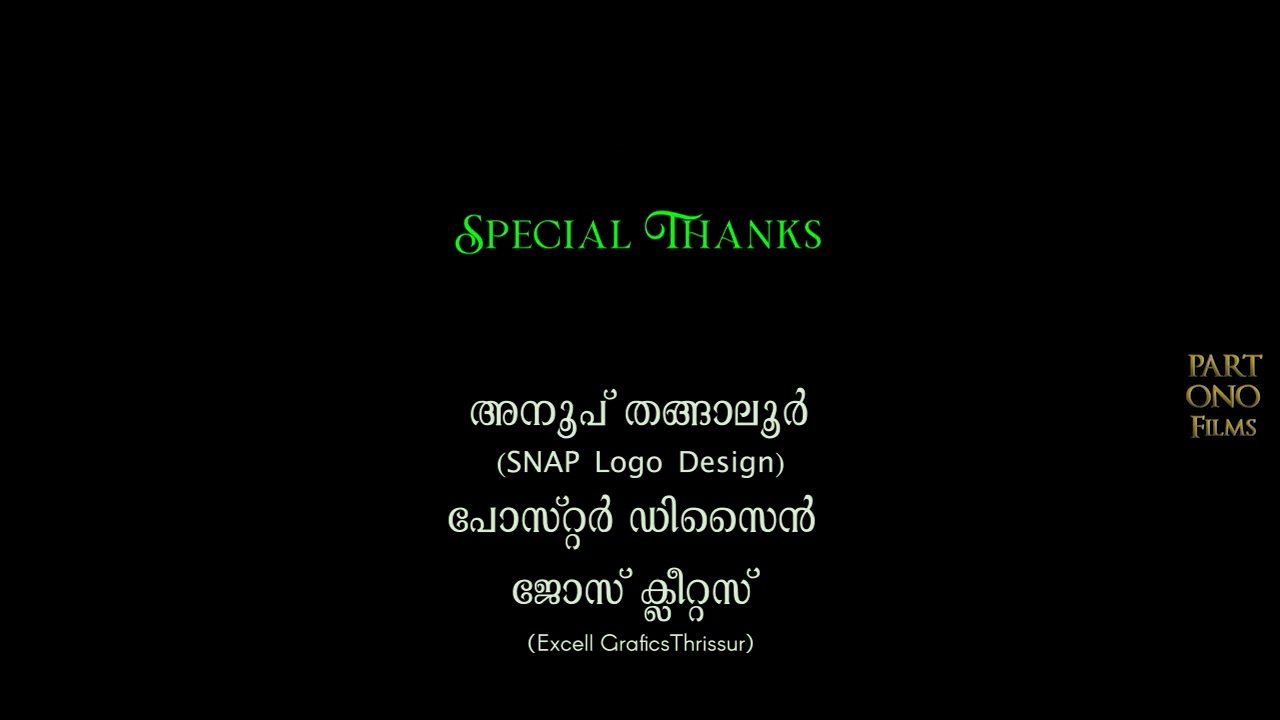 SPECIAL THANKS
അനൂപ് തങ്ങാലൂർ
(SNAP Logo Design)
പോസ്റ്റർ ഡിസൈൻ
ജോസ് ക്ലീറ്റസ്
(Excell GraficsThrissur)
PART
ONO
FILMS